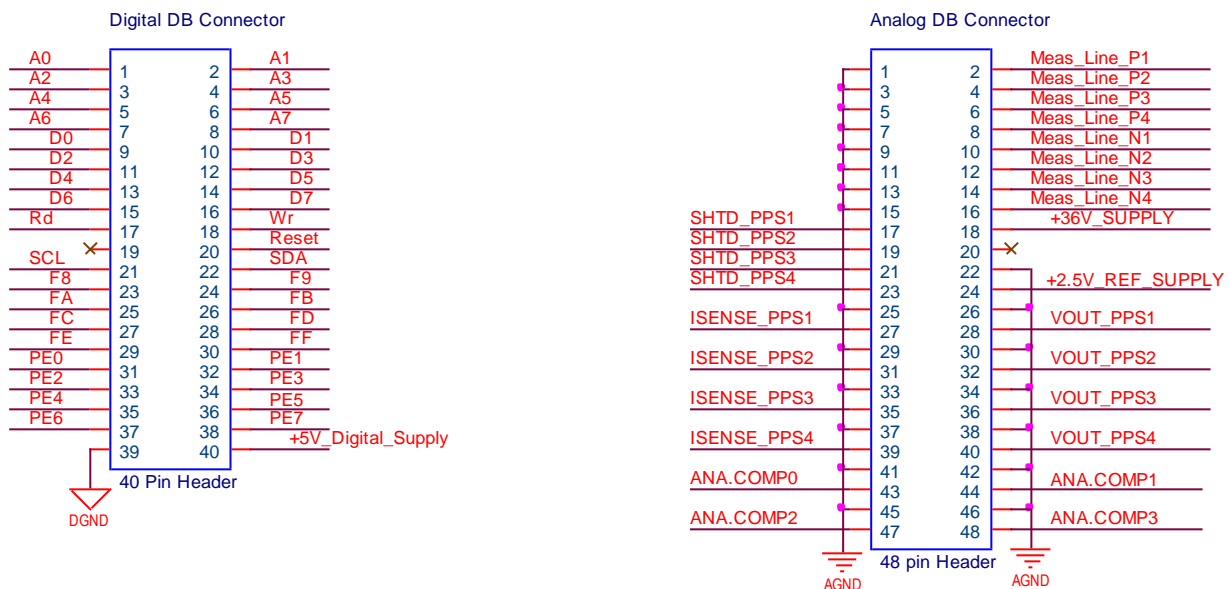 Digital DB Connector
A0 1 2 A1
A2 3 4 A3
A4 5 6 A5
A6 7 8 A7
D0 9 10 D1
D2 11 12 D3
D4 13 14 D5
D6 15 16 D7
Rd 17 18 Wr
19 20 Reset
SCL 21 22 SDA
F8 23 24 F9
FA 25 26 FB
FC 27 28 FD
FE 29 30 FF
PE0 31 32 PE1
PE2 33 34 PE3
PE4 35 36 PE5
PE6 37 38 PE7
39 40 +5V_Digital_Supply
40 Pin Header
DGND
Analog DB Connector
1 2 Meas_Line_P1
3 4 Meas_Line_P2
5 6 Meas_Line_P3
7 8 Meas_Line_P4
9 10 Meas_Line_N1
11 12 Meas_Line_N2
13 14 Meas_Line_N3
15 16 Meas_Line_N4
SHTD_PPS1 17 18 +36V_SUPPLY
SHTD_PPS2 19 20
SHTD_PPS3 21 22
SHTD_PPS4 23 24 +2.5V_REF_SUPPLY
25 26
ISENSE_PPS1 27 28 VOUT_PPS1
29 30
ISENSE_PPS2 31 32 VOUT_PPS2
33 34
ISENSE_PPS3 35 36 VOUT_PPS3
37 38
ISENSE_PPS4 39 40 VOUT_PPS4
41 42
ANA.COMP0 43 44 ANA.COMP1
45 46
ANA.COMP2 47 48 ANA.COMP3
48 pin Header
AGND
AGND